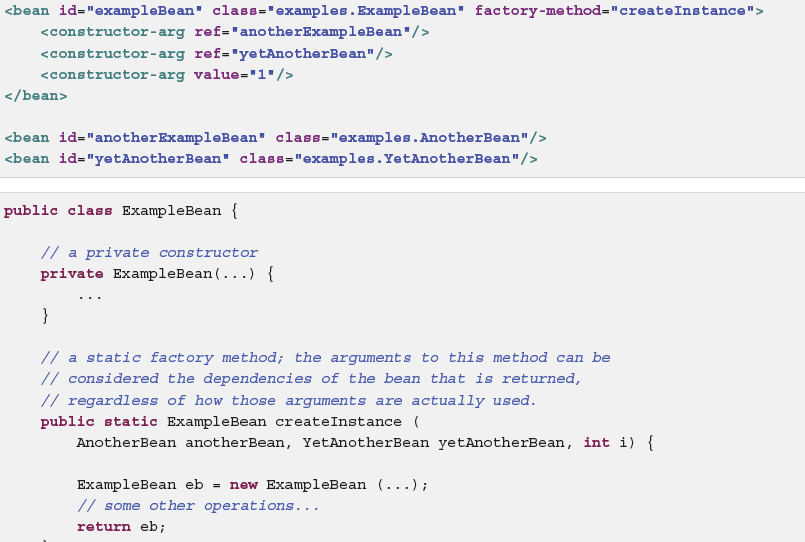 <bean id="exampleBean" class="examples.ExampleBean" factory-method="createInstance">
    <constructor-arg ref="anotherExampleBean"/>
    <constructor-arg ref="yetAnotherBean"/>
    <constructor-arg value="1"/>
</bean>

<bean id="anotherExampleBean" class="examples.AnotherBean"/>
<bean id="yetAnotherBean" class="examples.YetAnotherBean"/>

public class ExampleBean {

    // a private constructor
    private ExampleBean(...) {
        ...
    }

    // a static factory method; the arguments to this method can be
    // considered the dependencies of the bean that is returned,
    // regardless of how those arguments are actually used.
    public static ExampleBean createInstance (
        AnotherBean anotherBean, YetAnotherBean yetAnotherBean, int i) {

        ExampleBean eb = new ExampleBean (...);
        // some other operations...
        return eb;